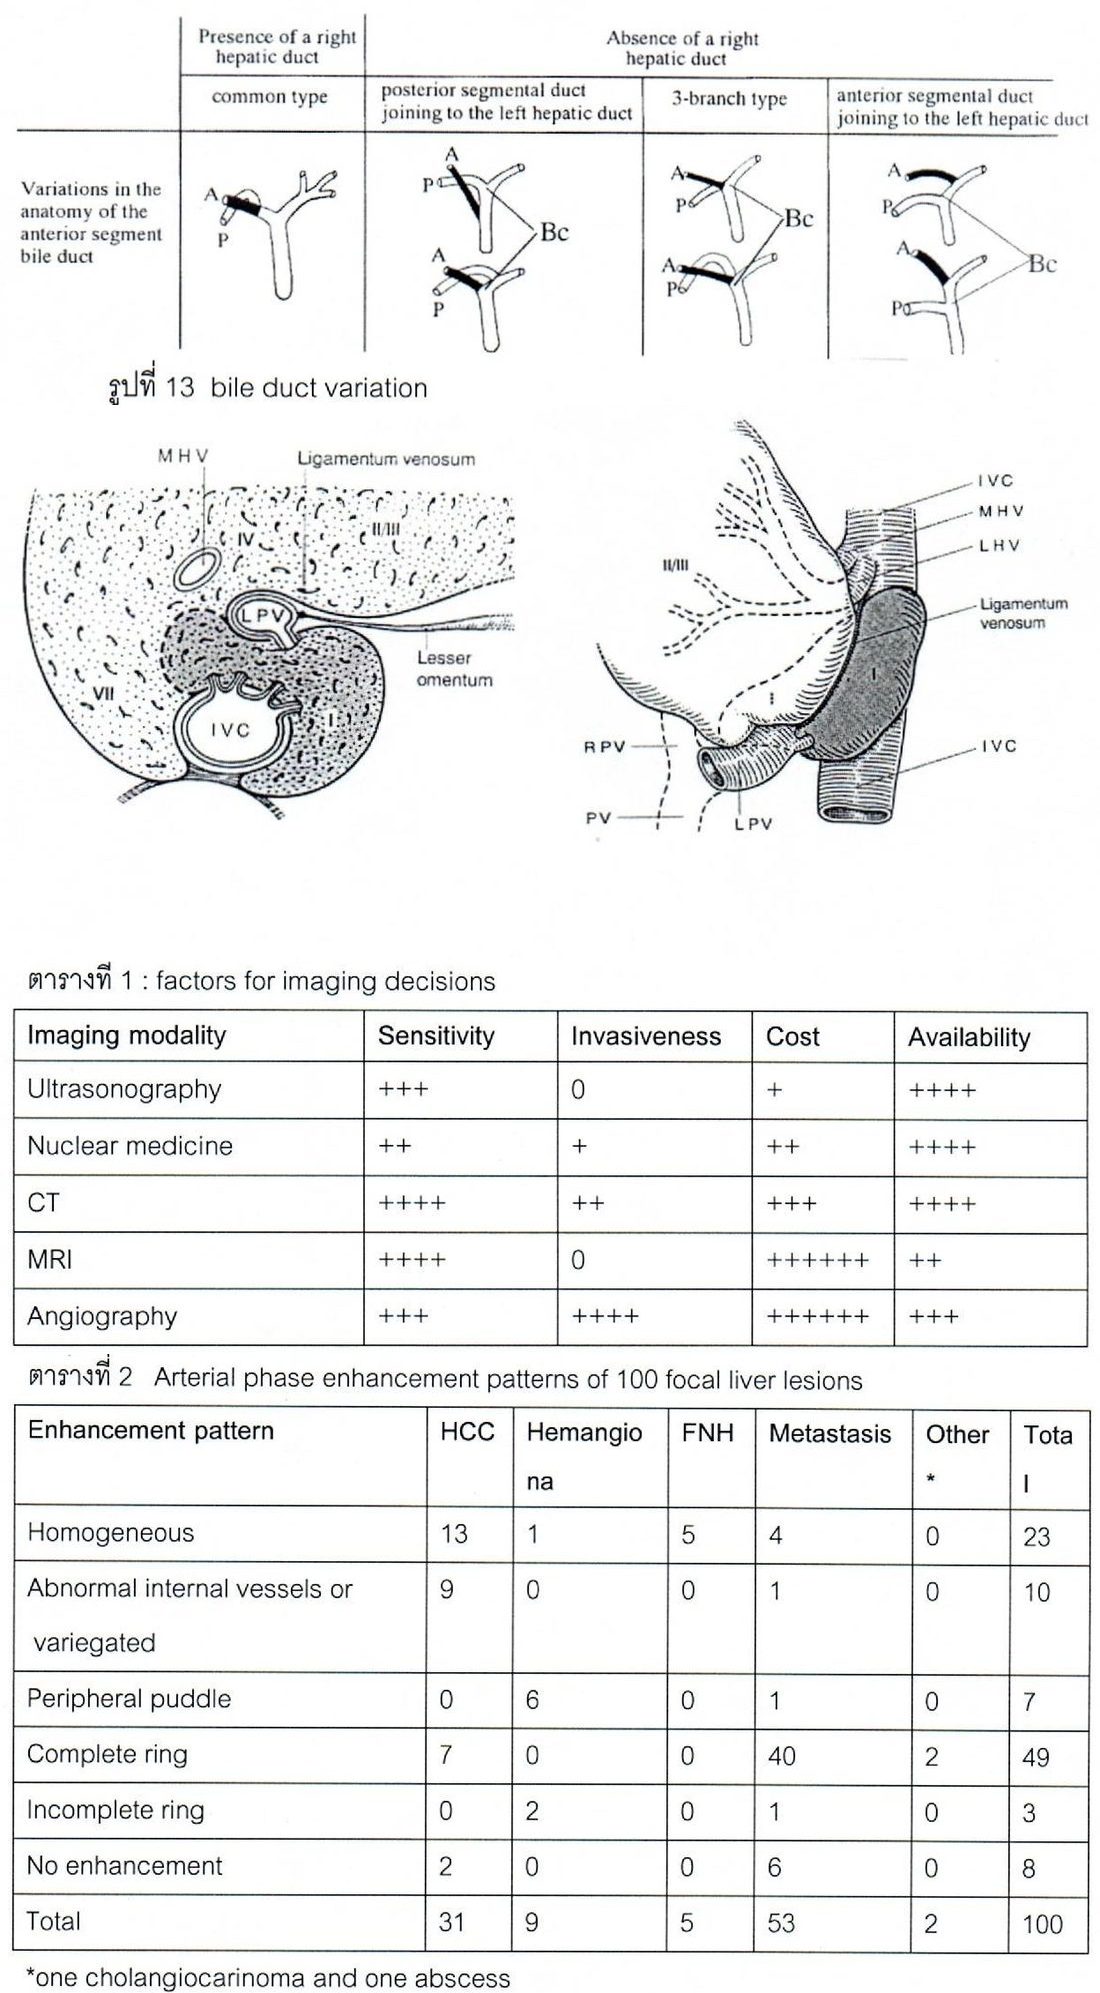 Presence of a right
hepatic duct
Absence of a right
hepatic duct
common type
posterior segmental duct
joining to the left hepatic duct
3-branch type
anterior segmental duct
joining to the left hepatic duct
Variations in the
anatomy of the
anterior segment
bile duct
A
P
A
P
A
P
Bc
A
P
A
P
Bc
A
P
A
P
Bc
รูปที่ 13 bile duct variation
MHV
Ligamentum venosum
IV
II/III
LPV
Lesser
omentum
VII
IVC
I
IVC
MHV
LHV
II/III
Ligamentum
venosum
I
I
RPV
IVC
PV
LPV
ตารางที่ 1 : factors for imaging decisions
Imaging modality Sensitivity Invasiveness Cost Availability
Ultrasonography +++ 0 + ++++
Nuclear medicine ++ + ++ ++++
CT ++++ ++ +++ ++++
MRI ++++ 0 ++++++ ++
Angiography +++ ++++ ++++++ +++
ตารางที่ 2 Arterial phase enhancement patterns of 100 focal liver lesions
Enhancement pattern HCC Hemangio FNH Metastasis Other Tota
na * l
Homogeneous 13 1 5 4 0 23
Abnormal internal vessels or 9 0 0 1 0 10
variegated
Peripheral puddle 0 6 0 1 0 7
Complete ring 7 0 0 40 2 49
Incomplete ring 0 2 0 1 0 3
No enhancement 2 0 0 6 0 8
Total 31 9 5 53 2 100
*one cholangiocarinoma and one abscess